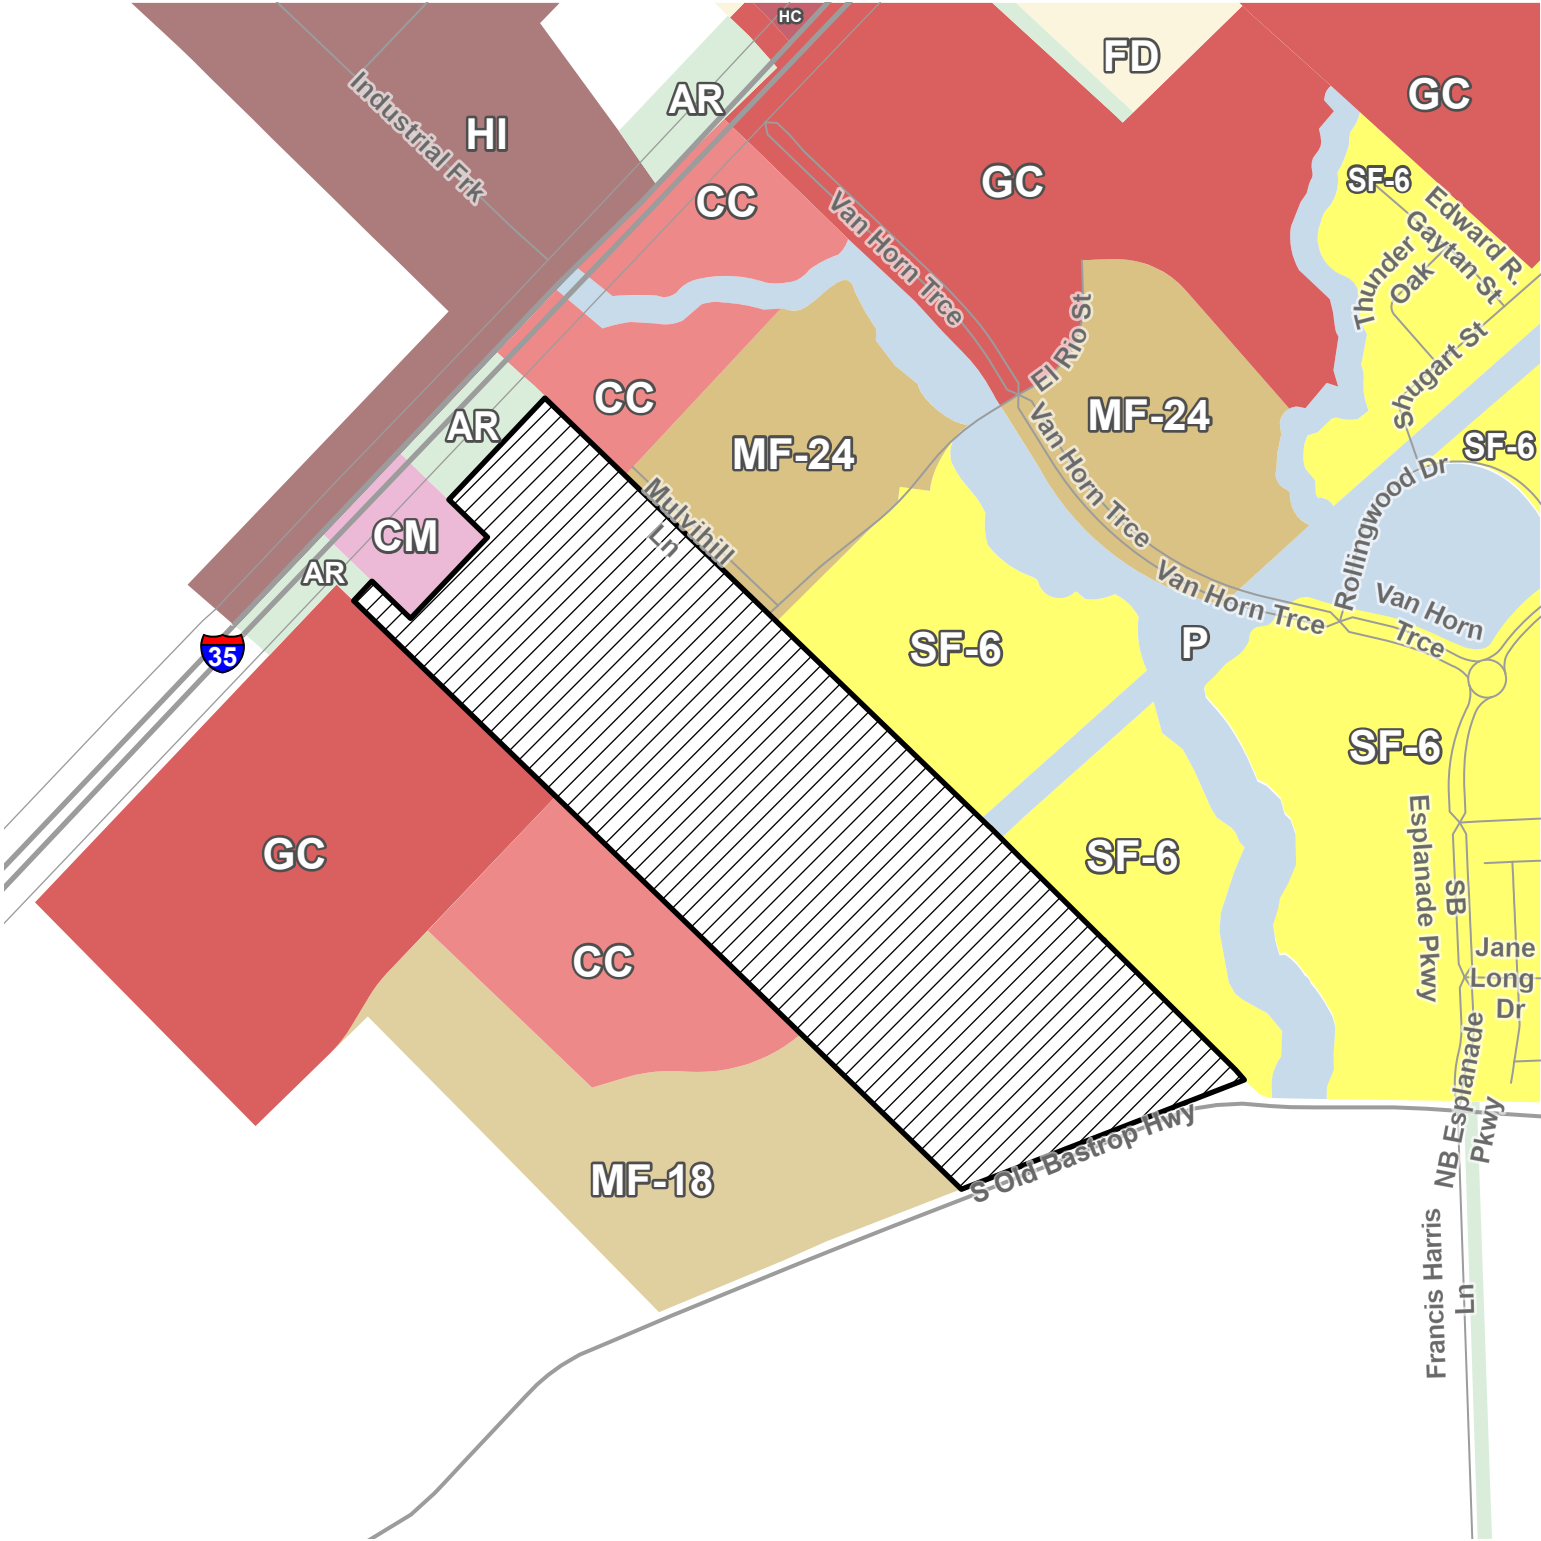 HC
FD
GC
AR
HI
Industrial Frk
GC
SF-6
CC
Edward R.
Gaytan St
Thunder
Oak
Van Horn Trce
El Rio St
Shugart St
CC
MF-24
AR
MF-24
SF-6
Van Horn Trce
Rollingwood Dr
Mulvihill
Ln
CM
AR
Van Horn Trce
Van Horn
Trce
35
SF-6
P
SF-6
GC
SF-6
Esplanade Pkwy
SB
CC
Jane
Long
Dr
NB Esplanade
Pkwy
S Old Bastrop Hwy
MF-18
Francis Harris
Ln